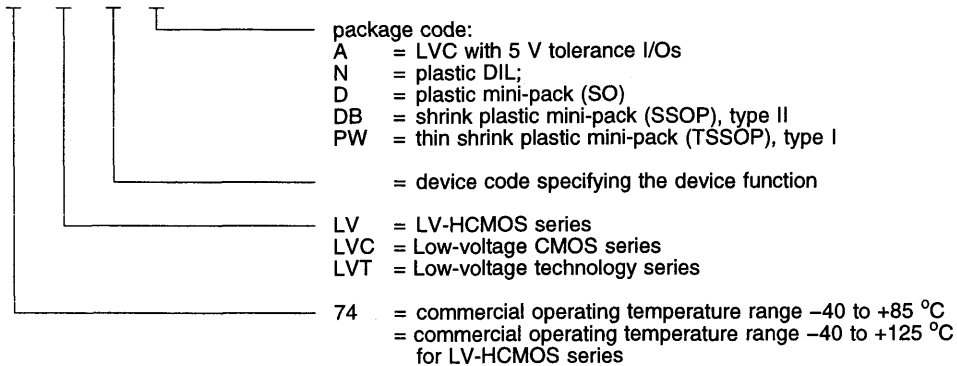 package code:
A = LVC with 5 V tolerance I/Os
N = plastic DIL;
D = plastic mini-pack (SO)
DB = shrink plastic mini-pack (SSOP), type II
PW = thin shrink plastic mini-pack (TSSOP), type I
= device code specifying the device function
LV = LV-HCMOS series
LVC = Low-voltage CMOS series
LVT = Low-voltage technology series
74 = commercial operating temperature range –40 to +85 °C
= commercial operating temperature range –40 to +125 °C
for LV-HCMOS series